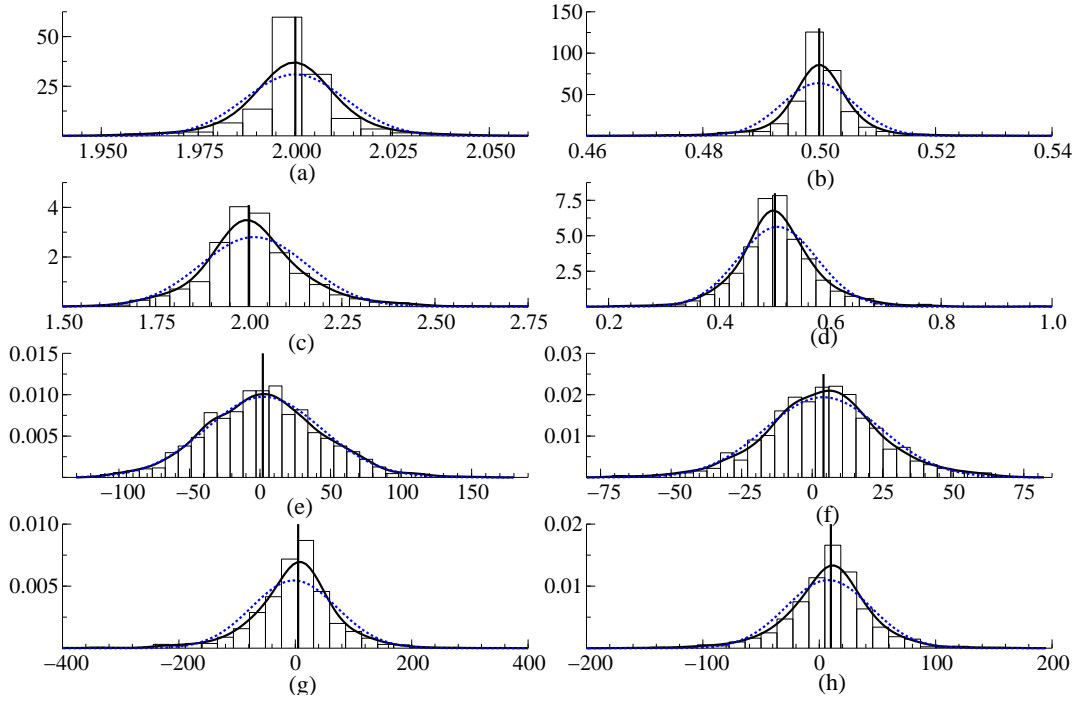 50
25
1.950 1.975 2.000 2.025 2.050
(a)
150
100
50
0.46 0.48 0.50 0.52 0.54
(b)
4
2
1.50 1.75 2.00 2.25 2.50 2.75
(c)
7.5
5.0
2.5
0.2 0.4 0.6 0.8 1.0
(d)
0.015
0.010
0.005
−100 −50 0 50 100 150
(e)
0.03
0.02
0.01
−75 −50 −25 0 25 50 75
(f)
0.010
0.005
−400 −200 0 200 400
(g)
0.02
0.01
−200 −100 0 100 200
(h)